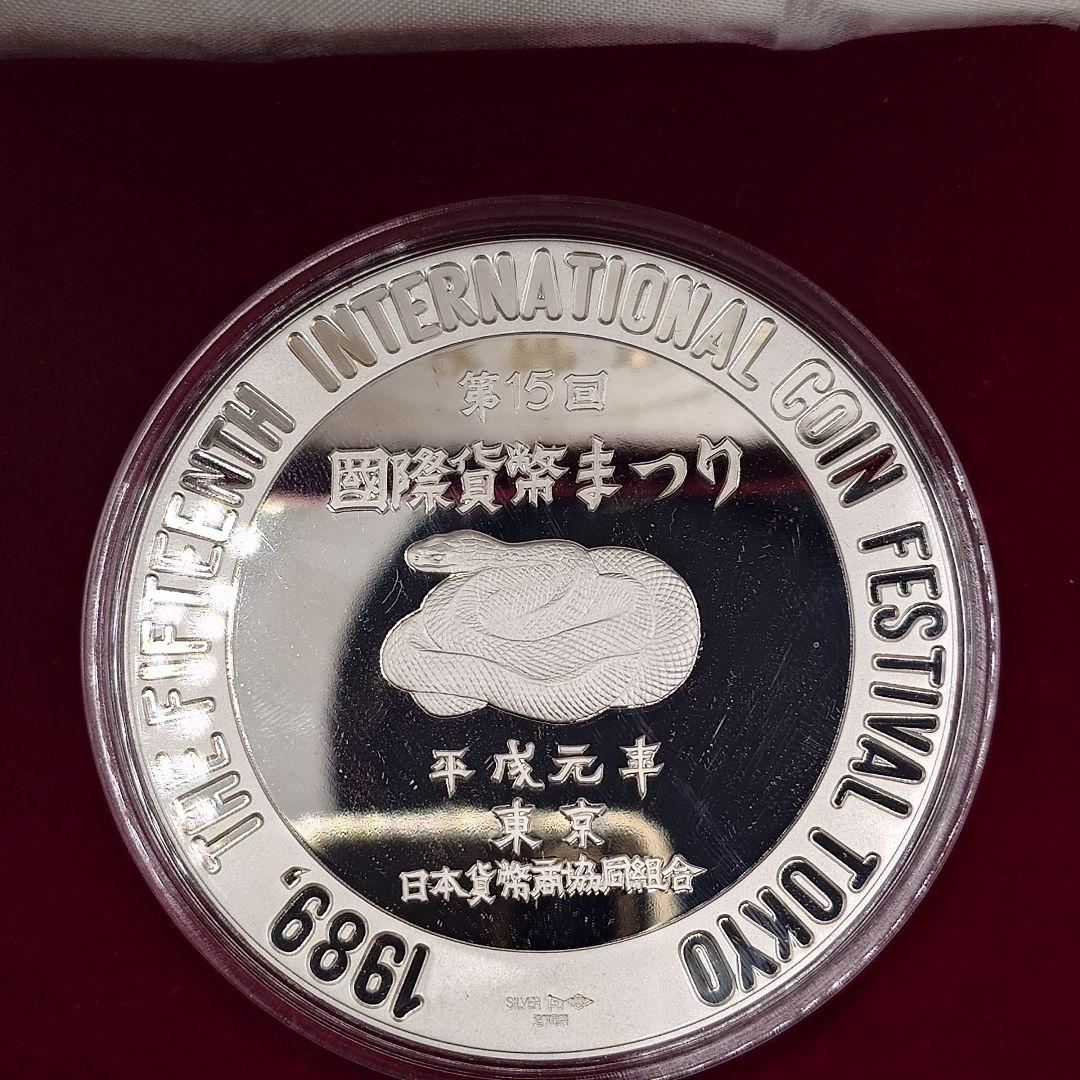 1989, THE FIFTEENTH INTERNATIONAL COIN FESTIVAL TOKYO
第15回
國際貨幣まつり
平成元年
東京
日本貨幣商協同組合
SILVER